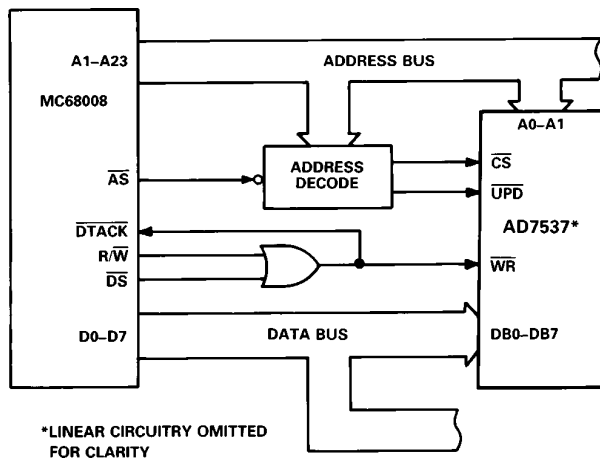 A1–A23
ADDRESS BUS
MC68008
A0–A1
ADDRESS
DECODE
CS
AS
UPD
AD7537*
DTACK
R/W
WR
DS
D0–D7
DATA BUS
DB0–DB7
*LINEAR CIRCUITRY OMITTED
FOR CLARITY